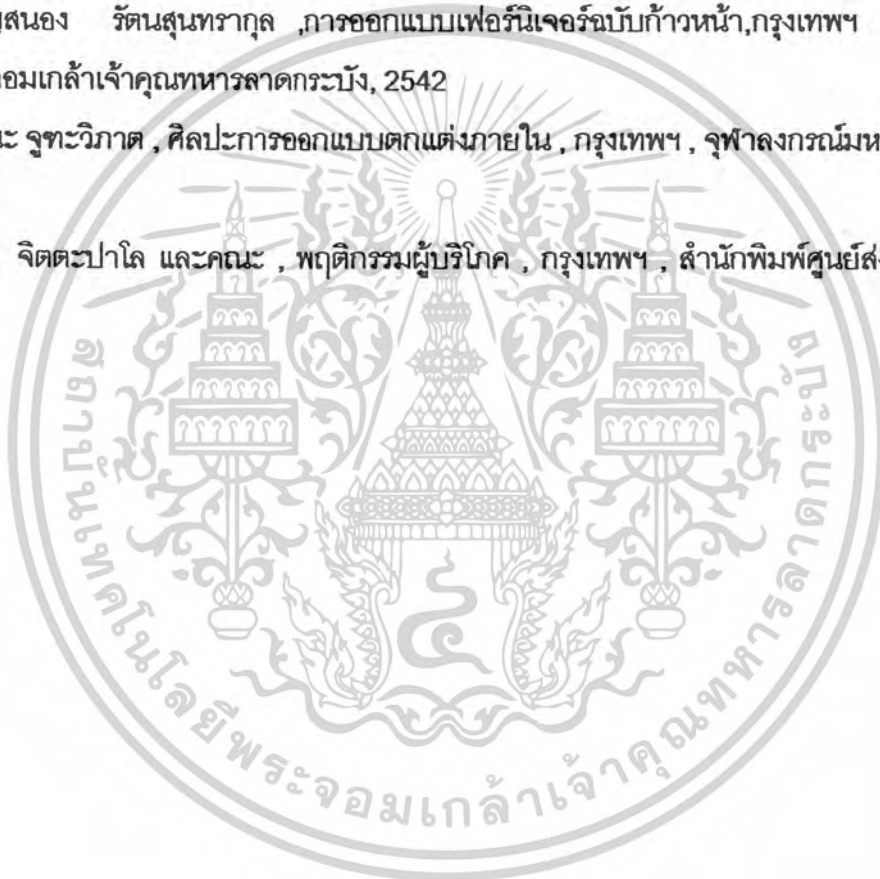 สนอง รัตนสุนทรากุล ,การออกแบบเฟอร์นิเจอร์ฉบับก้าวหน้า,กรุงเทพฯ
อมเกล้าเจ้าคุณทหารลาดกระบัง, 2542
ะ จูฑะวิภาต , ศิลปะการออกแบบตกแต่งภายใน , กรุงเทพฯ , จุฬาลงกรณ์มห
จิตตะปาโล และคณะ , พฤติกรรมผู้บริโภค , กรุงเทพฯ , สำนักพิมพ์ศูนย์ส่
สถาบันเทคโนโลยีพระจอมเกล้าเจ้าคุณทหารลาดกระบัง
๔